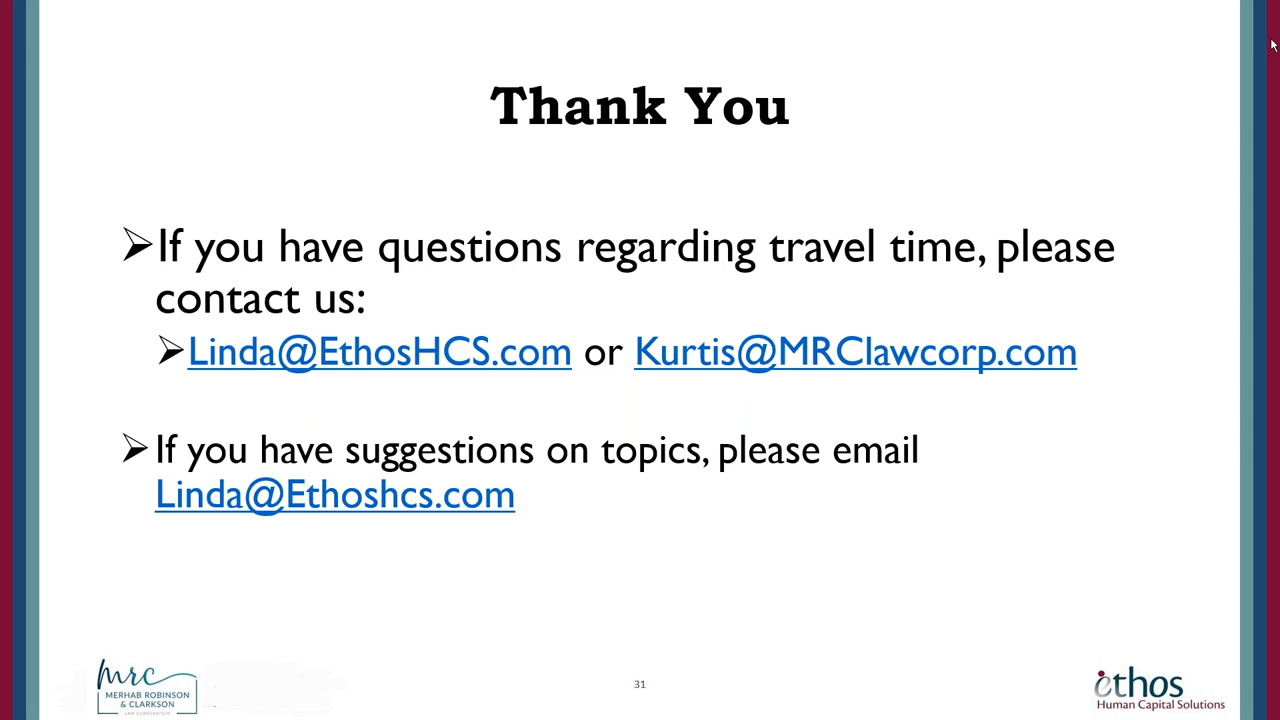 Thank You
➢If you have questions regarding travel time, please
contact us:
➢Linda@EthosHCS.com or Kurtis@MRClawcorp.com
➢If you have suggestions on topics, please email
Linda@Ethoshcs.com
mrc
MERHAB ROBINSON
& CLARKSON
LAW CORPORATION
31
ethos
Human Capital Solutions